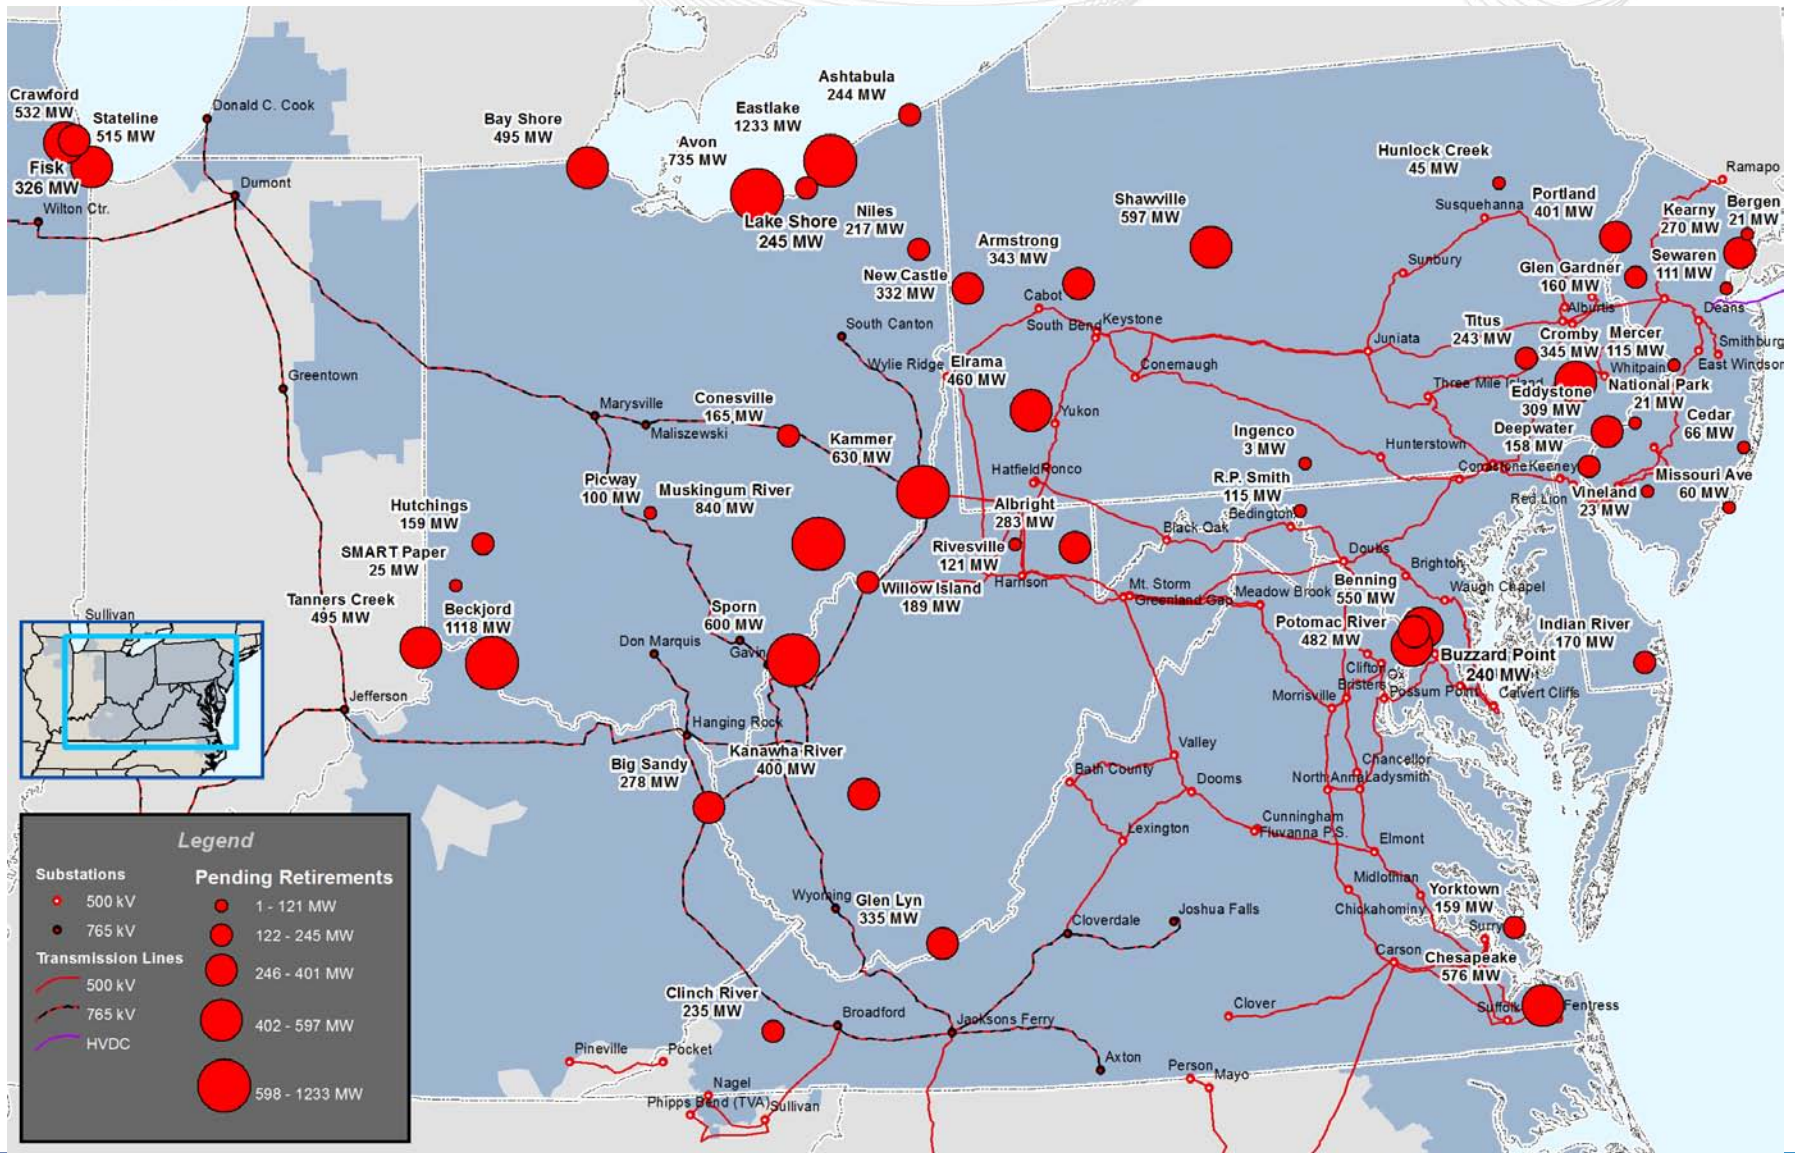 Crawford
532 MW
Stateline
515 MW
Fisk
326 MW
Wilton Ctr.
Donald C. Cook
Dumont
Bay Shore
495 MW
Avon
735 MW
Eastlake
1233 MW
Ashtabula
244 MW
Lake Shore
245 MW
Niles
217 MW
New Castle
332 MW
Armstrong
343 MW
Shawville
597 MW
Hunlock Creek
45 MW
Susquehanna
Portland
401 MW
Kearny
270 MW
Ramapo
Bergen
21 MW
Sewaren
111 MW
Sunbury
Glen Gardner
160 MW
Alburtis
Deans
Cabot
South Bend
Keystone
South Canton
Wylie Ridge
Elrama
460 MW
Conemaugh
Juniata
Titus
243 MW
Cromby
345 MW
Mercer
115 MW
Smithburg
East Windsor
Whitpain
Three Mile Island
Eddystone
309 MW
National Park
21 MW
Cedar
66 MW
Greentown
Marysville
Maliszewski
Conesville
165 MW
Kammer
630 MW
Yukon
Ingenco
3 MW
Hunterstown
Deepwater
158 MW
Conastone
Keeney
Missouri Ave
60 MW
Hatfield
Ronco
R.P. Smith
115 MW
Bedington
Red Lion
Vineland
23 MW
Picway
100 MW
Muskingum River
840 MW
Hutchings
159 MW
SMART Paper
25 MW
Albright
283 MW
Rivesville
121 MW
Harrison
Black Oak
Doubs
Brighton
Waugh Chapel
Benning
550 MW
Mt. Storm
Greenland Gap
Meadow Brook
Willow Island
189 MW
Tanners Creek
495 MW
Beckjord
1118 MW
Sporn
600 MW
Gavin
Don Marquis
Potomac River
482 MW
Buzzard Point
240 MW
Indian River
170 MW
Clifton
Ox
Bristers
Possum Point
Calvert Cliffs
Morrisville
Sullivan
Jefferson
Hanging Rock
Kanawha River
400 MW
Big Sandy
278 MW
Valley
Bath County
Dooms
Chancellor
North Anna
Ladysmith
Lexington
Cunningham
Fluvanna P.S.
Elmont
Midlothian
Chickahominy
Yorktown
159 MW
Surry
Wyoming
Glen Lyn
335 MW
Cloverdale
Joshua Falls
Carson
Chesapeake
576 MW
Suffolk
Fentress
Clover
Clinch River
235 MW
Broadford
Jacksons Ferry
Axton
Pineville
Pocket
Person
Mayo
Nagel
Phipps Bend (TVA)
Sullivan
Legend
Substations
500 kV
765 kV
Transmission Lines
500 kV
765 kV
HVDC
Pending Retirements
1 - 121 MW
122 - 245 MW
246 - 401 MW
402 - 597 MW
598 - 1233 MW